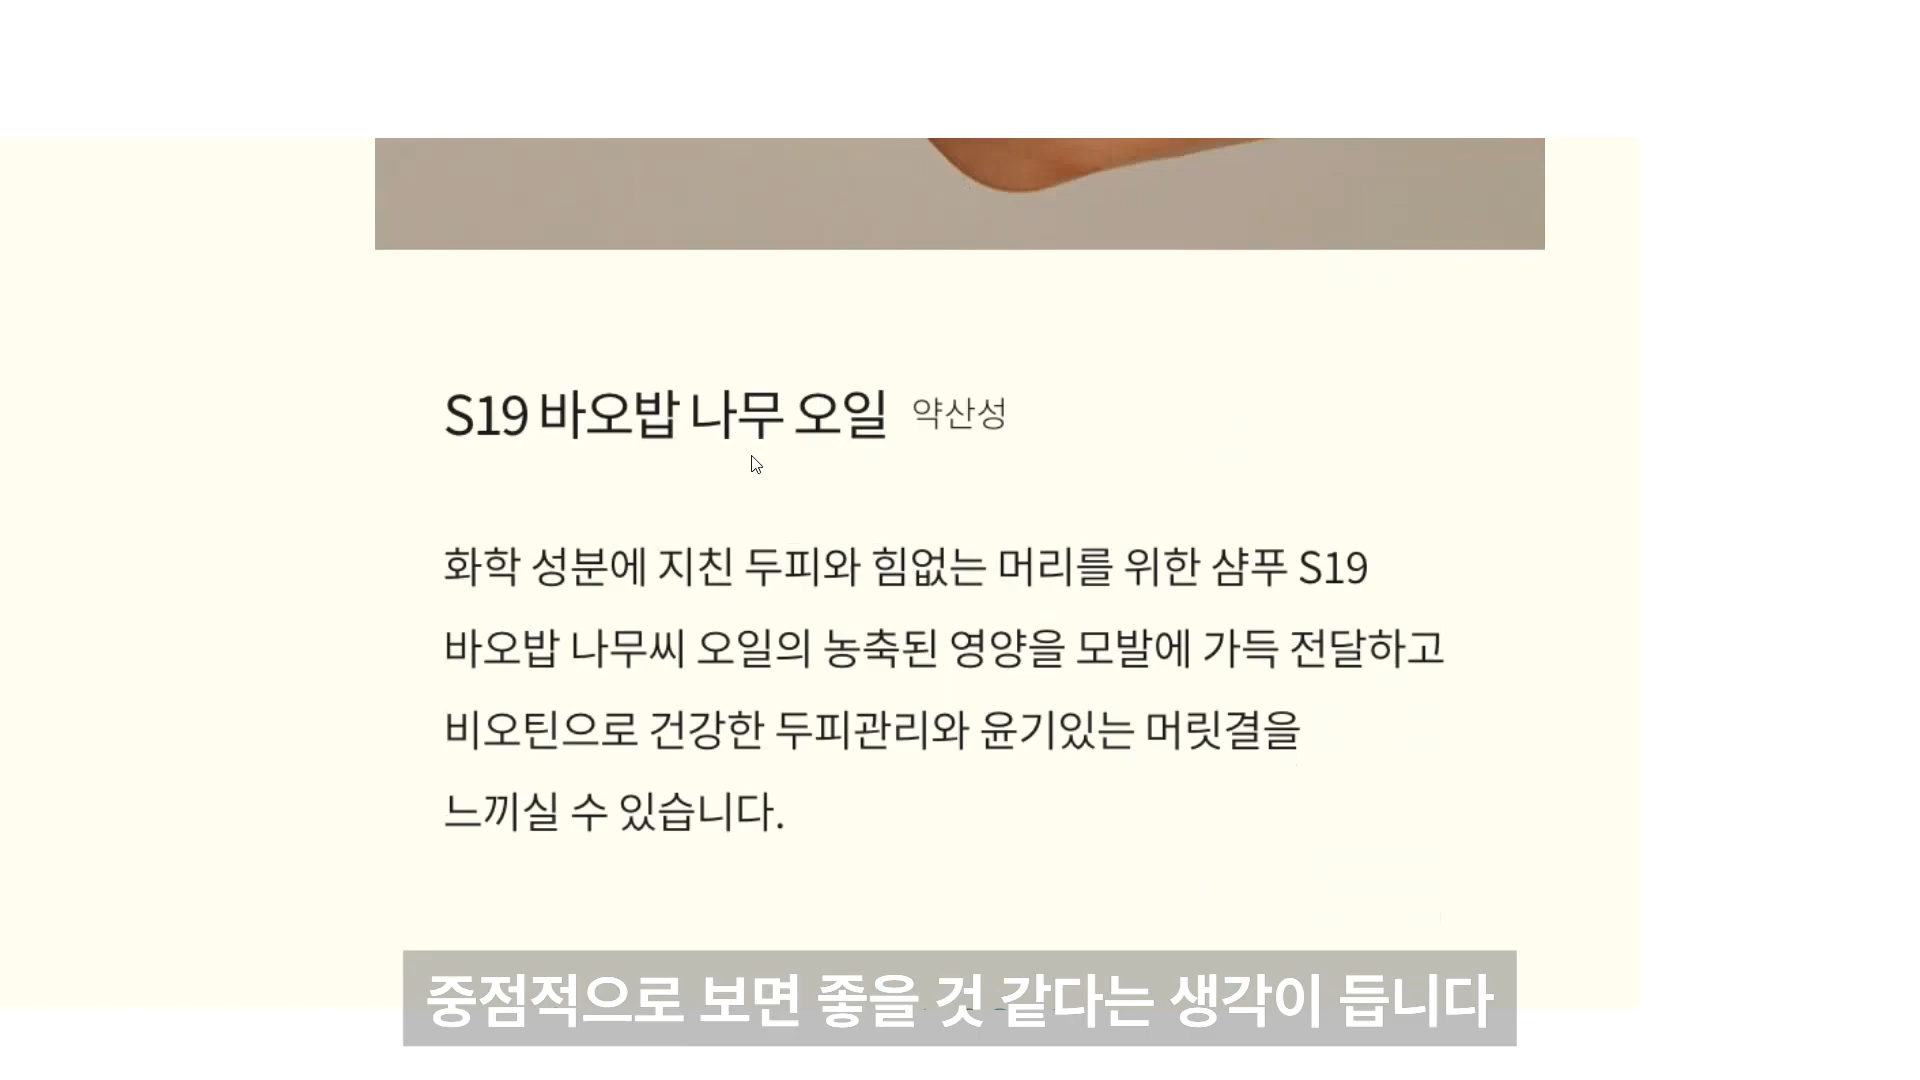 S19 바오밥 나무 오일 약산성
화학 성분에 지친 두피와 힘없는 머리를 위한 샴푸 S19
바오밥 나무씨 오일의 농축된 영양을 모발에 가득 전달하고
비오틴으로 건강한 두피관리와 윤기있는 머릿결을
느끼실 수 있습니다.
중점적으로 보면 좋을 것 같다는 생각이 듭니다